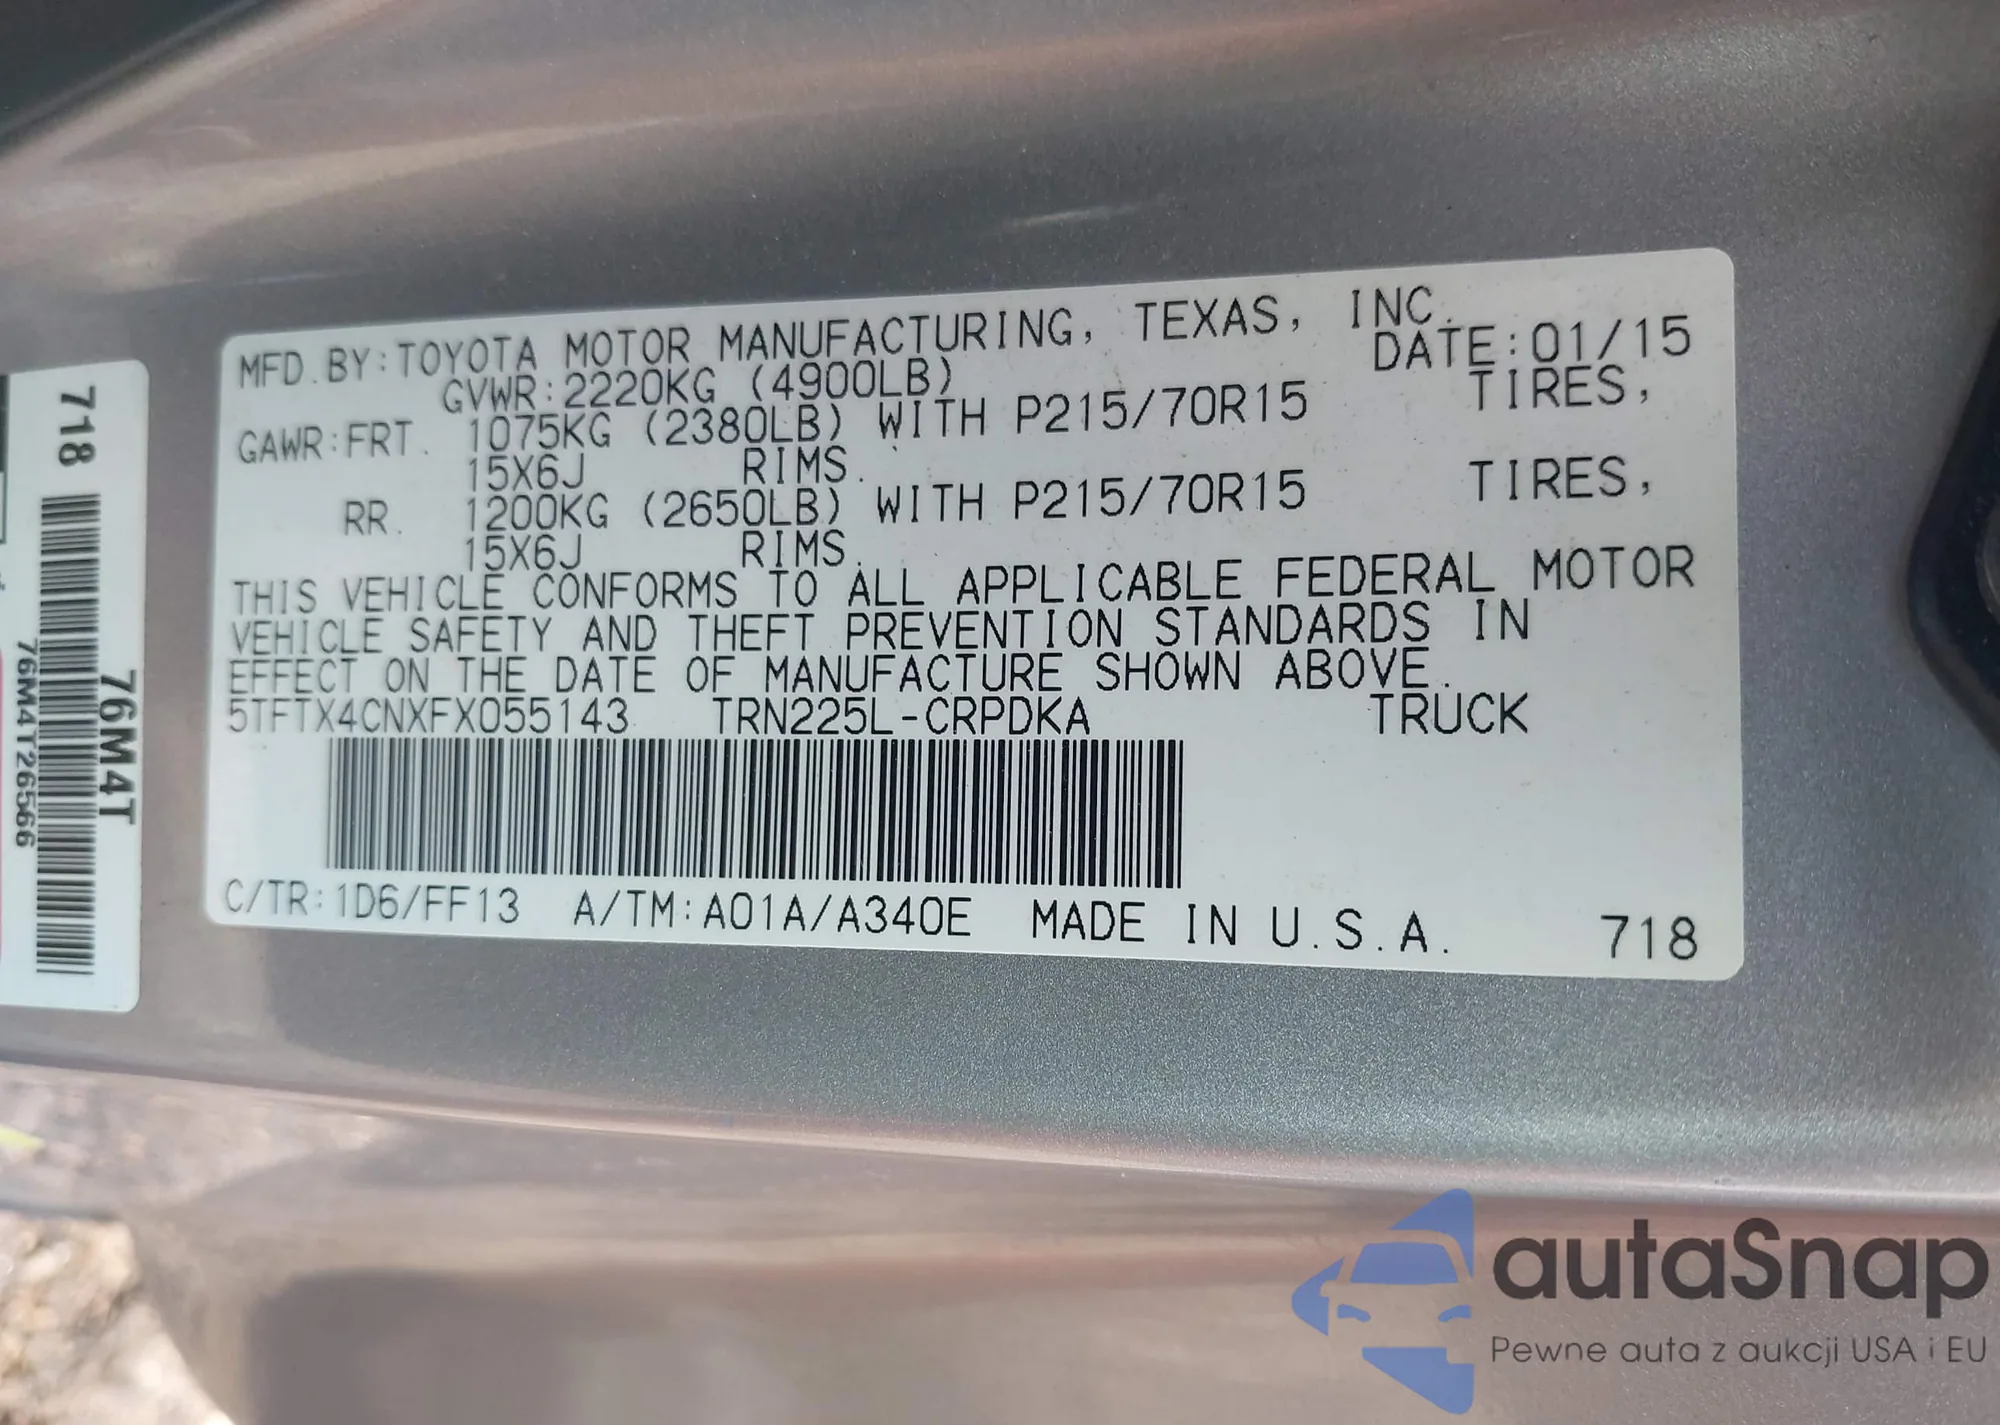 MFD.BY:TOYOTA MOTOR MANUFACTURING, TEXAS, INC.
GVWR:2220KG (4900LB) DATE:01/15
GAWR:FRT. 1075KG (2380LB) WITH P215/70R15 TIRES,
15X6J RIMS.
RR. 1200KG (2650LB) WITH P215/70R15 TIRES,
15X6J RIMS.
THIS VEHICLE CONFORMS TO ALL APPLICABLE FEDERAL MOTOR
VEHICLE SAFETY AND THEFT PREVENTION STANDARDS IN
EFFECT ON THE DATE OF MANUFACTURE SHOWN ABOVE.
5TFTX4CNXFX055143 TRN225L-CRPDKA TRUCK
C/TR:1D6/FF13 A/TM:A01A/A340E MADE IN U.S.A. 718
718
76M4T
76M41T26566
autaSnap
Pewne auta z aukcji USA i EU